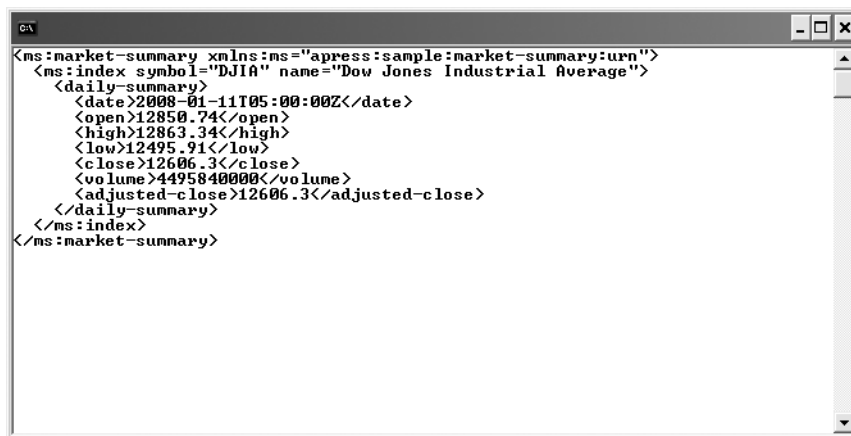 C:\
<ms:market-summary xmlns:ms="apress:sample:market-summary:urn">
  <ms:index symbol="DJIA" name="Dow Jones Industrial Average">
    <daily-summary>
      <date>2008-01-11T05:00:00Z</date>
      <open>12850.74</open>
      <high>12863.34</high>
      <low>12495.91</low>
      <close>12606.3</close>
      <volume>4495840000</volume>
      <adjusted-close>12606.3</adjusted-close>
    </daily-summary>
  </ms:index>
</ms:market-summary>